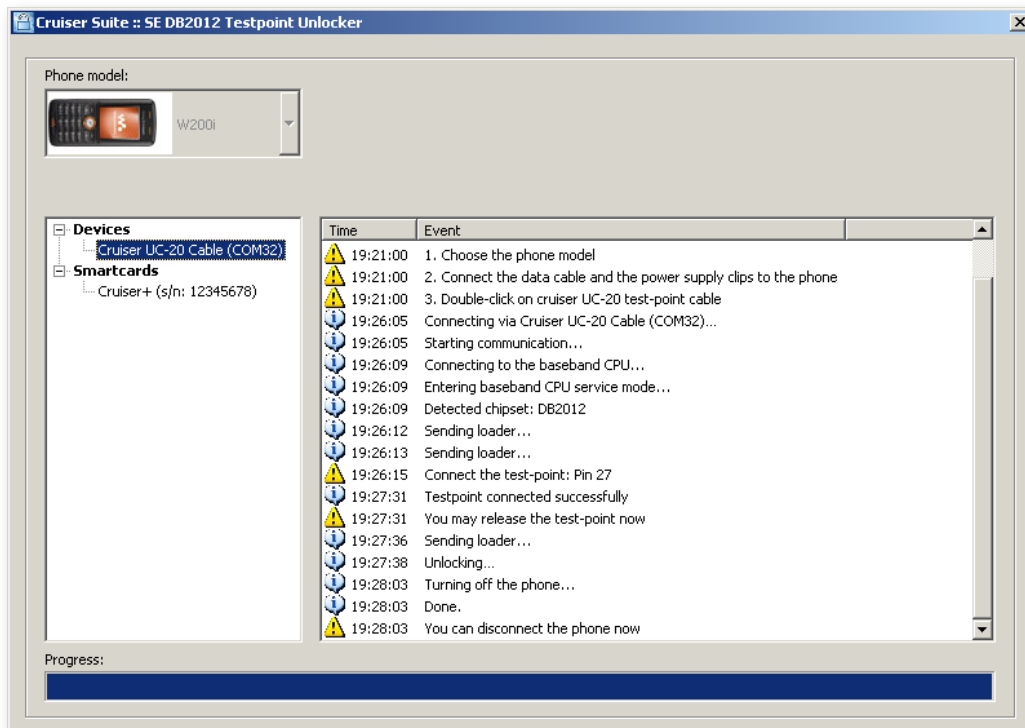 Cruiser Suite :: SE DB2012 Testpoint Unlocker
Phone model:
W200i
Devices
Cruiser UC-20 Cable (COM32)
Smartcards
Cruiser+ (s/n: 12345678)
Time Event
19:21:00 1. Choose the phone model
19:21:00 2. Connect the data cable and the power supply clips to the phone
19:21:00 3. Double-click on cruiser UC-20 test-point cable
19:26:05 Connecting via Cruiser UC-20 Cable (COM32)...
19:26:05 Starting communication...
19:26:09 Connecting to the baseband CPU...
19:26:09 Entering baseband CPU service mode...
19:26:09 Detected chipset: DB2012
19:26:12 Sending loader...
19:26:13 Sending loader...
19:26:15 Connect the test-point: Pin 27
19:27:31 Testpoint connected successfully
19:27:31 You may release the test-point now
19:27:36 Sending loader...
19:27:38 Unlocking...
19:28:03 Turning off the phone...
19:28:03 Done.
19:28:03 You can disconnect the phone now
Progress: